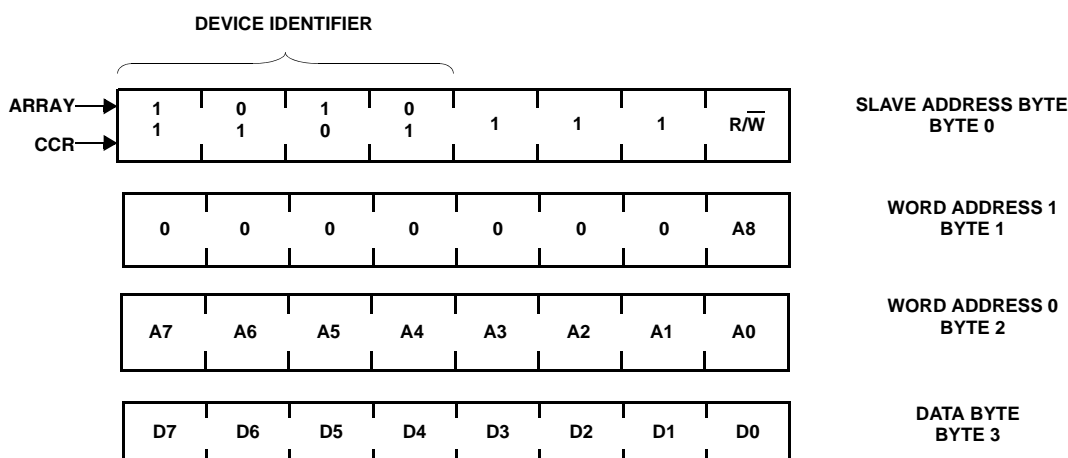 DEVICE IDENTIFIER
ARRAY 1 0 1 0
CCR 1 1 0 1 1 1 1 R/W̅
SLAVE ADDRESS BYTE
BYTE 0
0 0 0 0 0 0 0 A8
WORD ADDRESS 1
BYTE 1
A7 A6 A5 A4 A3 A2 A1 A0
WORD ADDRESS 0
BYTE 2
D7 D6 D5 D4 D3 D2 D1 D0
DATA BYTE
BYTE 3